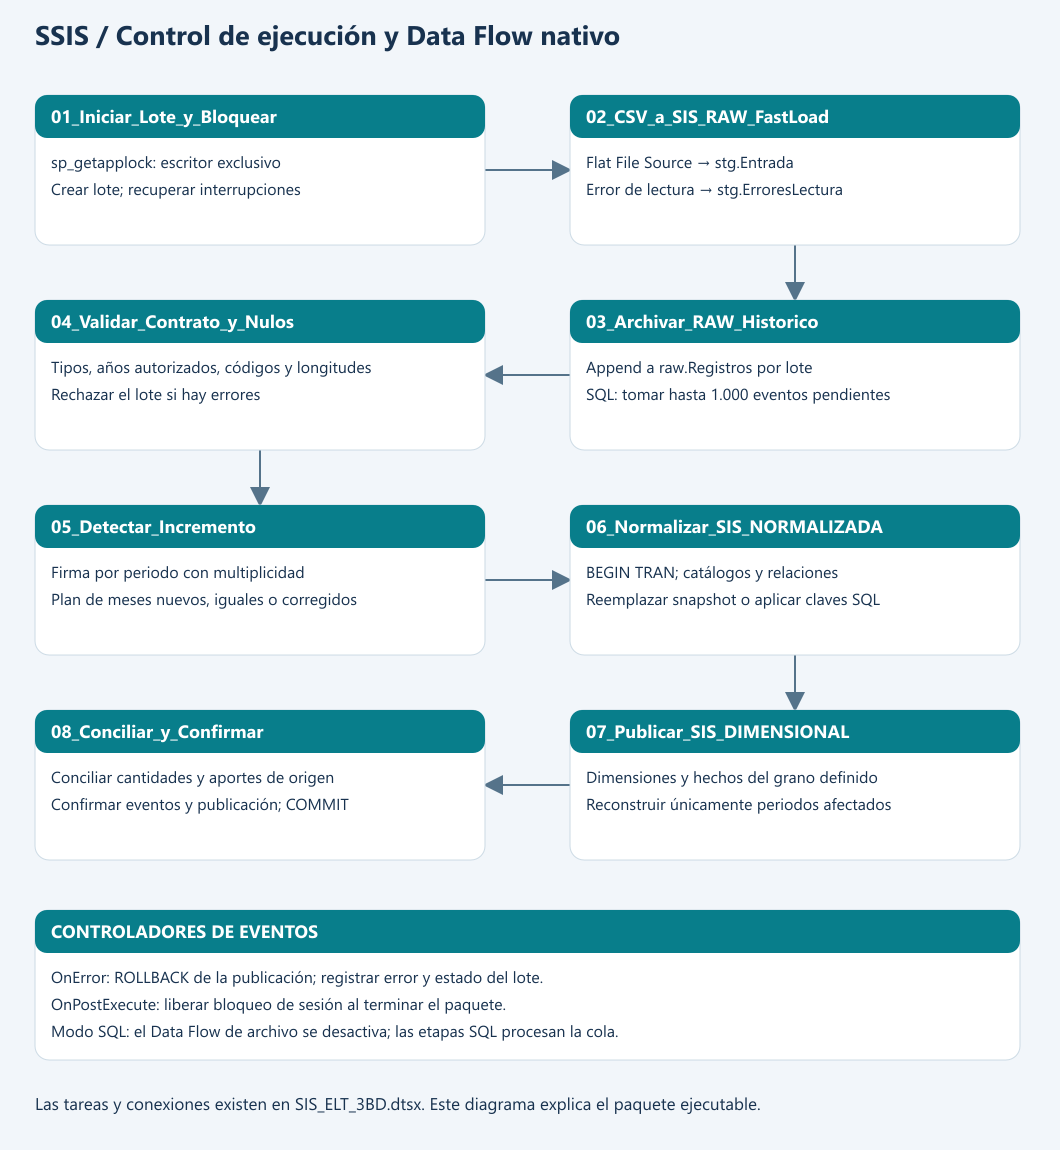 SSIS / Control de ejecución y Data Flow nativo
01_Iniciar_Lote_y_Bloquear
sp_getapplock: escritor exclusivo
Crear lote; recuperar interrupciones
02_CSV_a_SIS_RAW_FastLoad
Flat File Source → stg.Entrada
Error de lectura → stg.ErroresLectura
03_Archivar_RAW_Historico
Append a raw.Registros por lote
SQL: tomar hasta 1.000 eventos pendientes
04_Validar_Contrato_y_Nulos
Tipos, años autorizados, códigos y longitudes
Rechazar el lote si hay errores
05_Detectar_Incremento
Firma por periodo con multiplicidad
Plan de meses nuevos, iguales o corregidos
06_Normalizar_SIS_NORMALIZADA
BEGIN TRAN; catálogos y relaciones
Reemplazar snapshot o aplicar claves SQL
07_Publicar_SIS_DIMENSIONAL
Dimensiones y hechos del grano definido
Reconstruir únicamente periodos afectados
08_Conciliar_y_Confirmar
Conciliar cantidades y aportes de origen
Confirmar eventos y publicación; COMMIT
CONTROLADORES DE EVENTOS
OnError: ROLLBACK de la publicación; registrar error y estado del lote.
OnPostExecute: liberar bloqueo de sesión al terminar el paquete.
Modo SQL: el Data Flow de archivo se desactiva; las etapas SQL procesan la cola.
Las tareas y conexiones existen en SIS_ELT_3BD.dtsx. Este diagrama explica el paquete ejecutable.